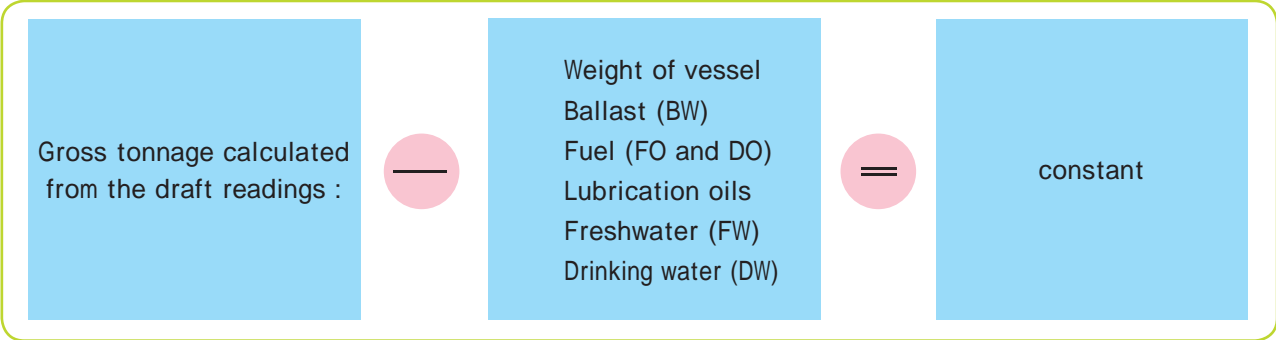 Gross tonnage calculated
from the draft readings :
Weight of vessel
Ballast (BW)
Fuel (FO and DO)
Lubrication oils
Freshwater (FW)
Drinking water (DW)
constant